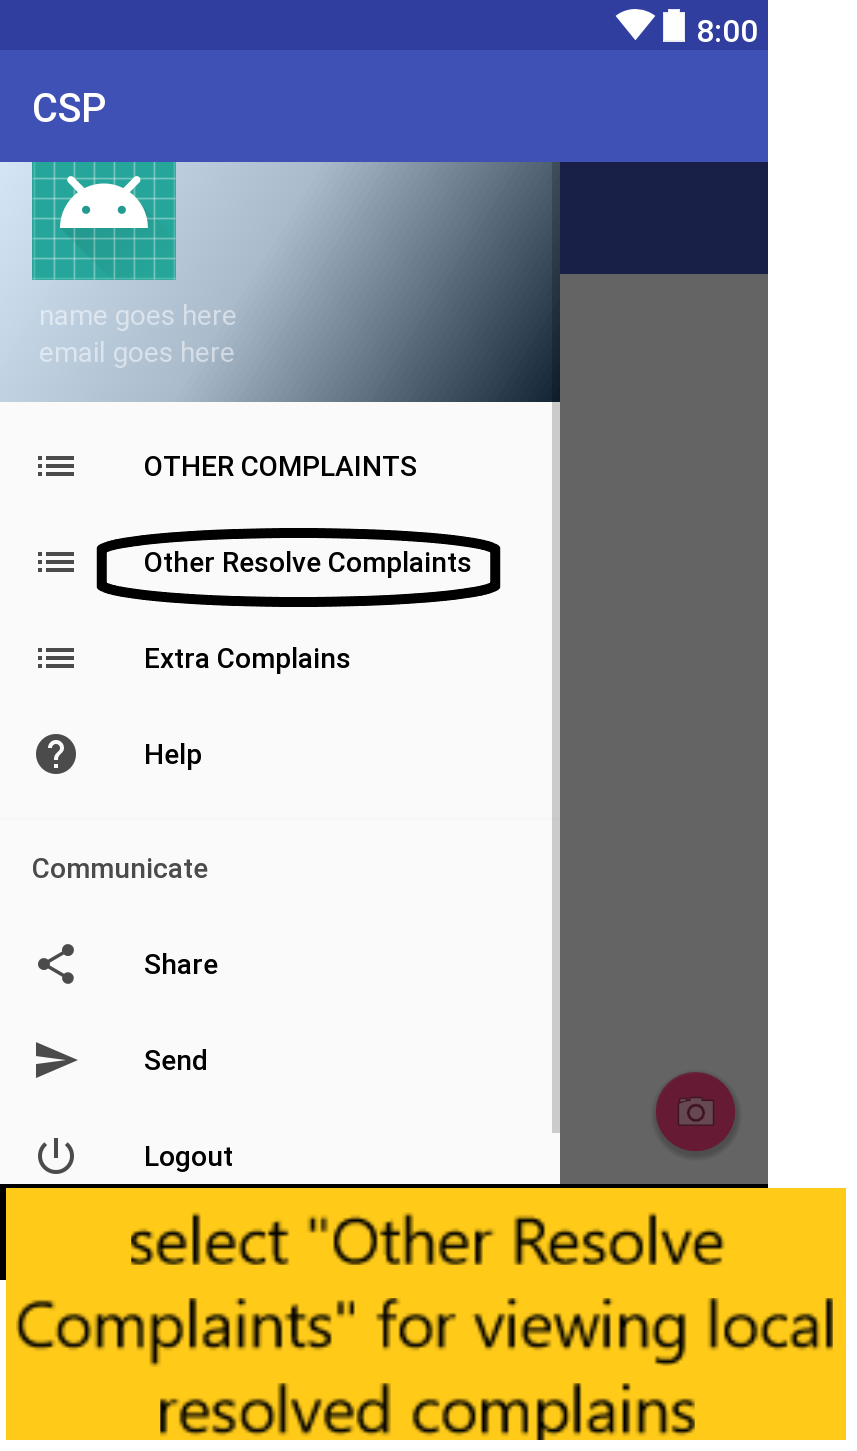 8:00
CSP
name goes here
email goes here
OTHER COMPLAINTS
Other Resolve Complaints
Extra Complains
Help
Communicate
Share
Send
Logout
select "Other Resolve
Complaints" for viewing local
resolved complains